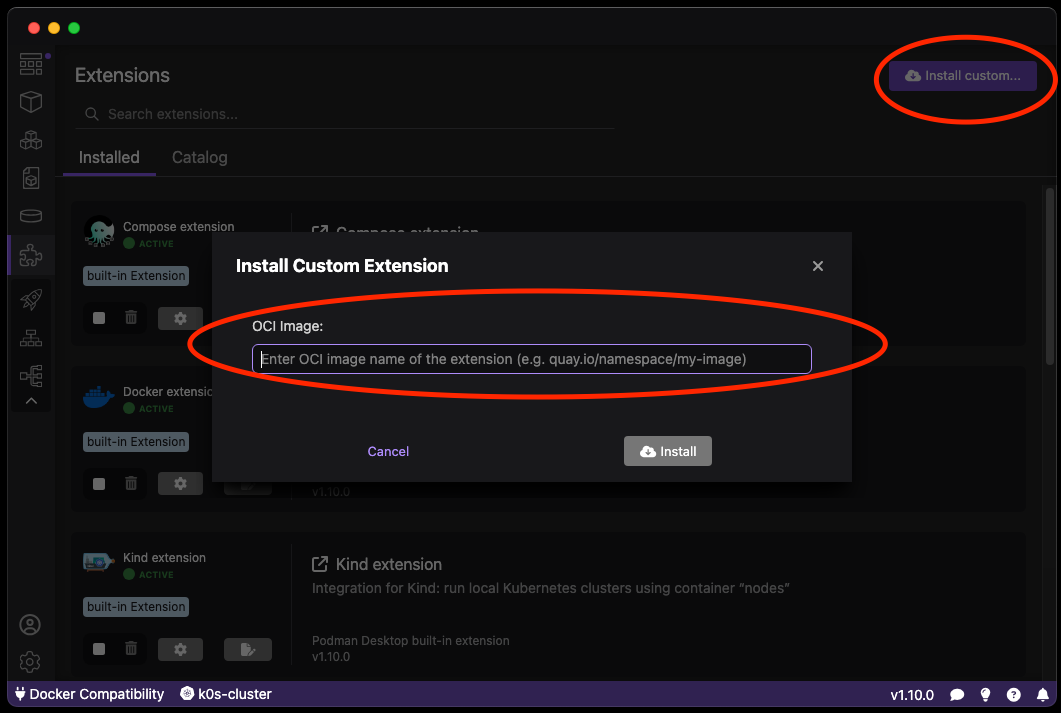 Extensions
Install custom...
Search extensions...
Installed
Catalog
Compose extension
ACTIVE
built-in Extension
Compose extension
Install Custom Extension
OCI Image:
Enter OCI image name of the extension (e.g. quay.io/namespace/my-image)
Cancel
Install
Docker extensio
ACTIVE
built-in Extension
v1.10.0
Kind extension
ACTIVE
built-in Extension
Kind extension
Integration for Kind: run local Kubernetes clusters using container "nodes"
Podman Desktop built-in extension
v1.10.0
Docker Compatibility
k0s-cluster
v1.10.0